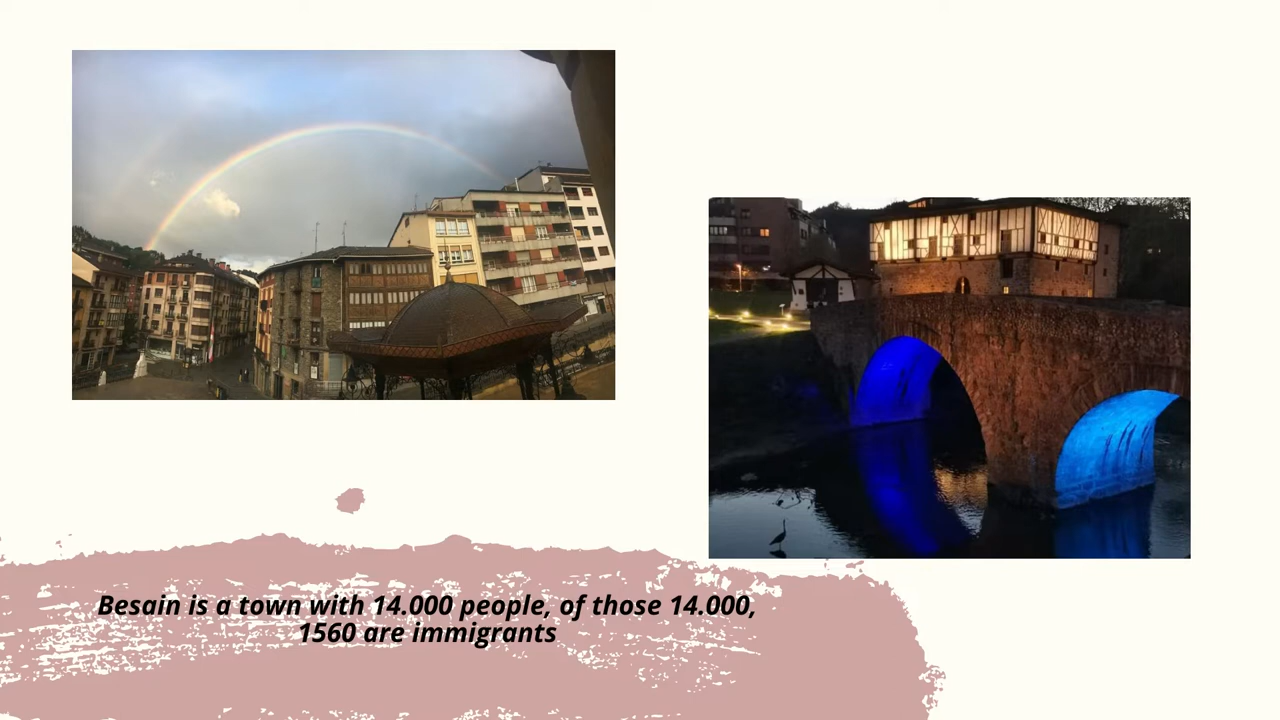 Besain is a town with 14.000 people, of those 14.000,
1560 are immigrants